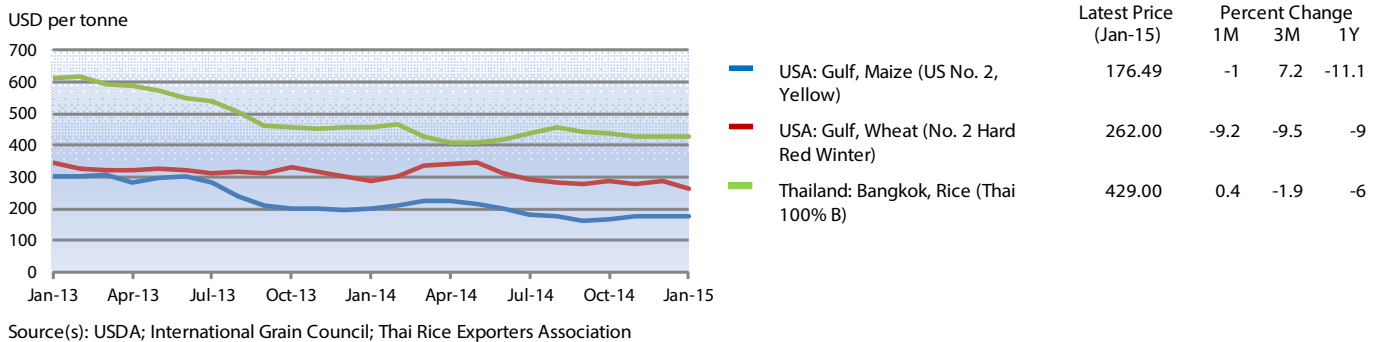 USD per tonne
700
600
500
400
300
200
100
0
Jan-13 Apr-13 Jul-13 Oct-13 Jan-14 Apr-14 Jul-14 Oct-14 Jan-15
Latest Price Percent Change
(Jan-15) 1M 3M 1Y
USA: Gulf, Maize (US No. 2, 176.49 -1 7.2 -11.1
Yellow)
USA: Gulf, Wheat (No. 2 Hard 262.00 -9.2 -9.5 -9
Red Winter)
Thailand: Bangkok, Rice (Thai 429.00 0.4 -1.9 -6
100% B)
Source(s): USDA; International Grain Council; Thai Rice Exporters Association